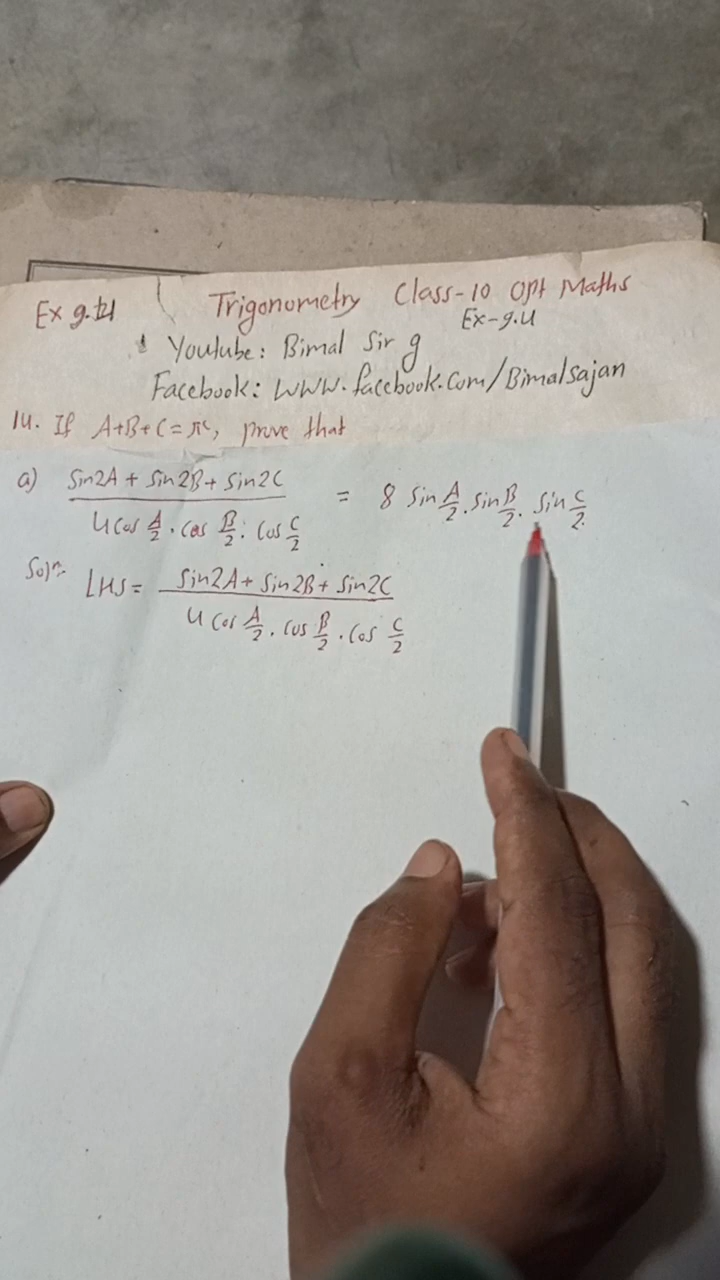 Ex 9.4 Trigonometry Class-10 Opt Maths
Ex-9.4
Youtube: Bimal Sir g
Facebook: WWW.facebook.Com/Bimalsajan
14. If A+B+C=πᶜ, prove that
a) (Sin2A + Sin2B + Sin2C)/(4 Cos A/2 . Cos B/2 . Cos C/2) = 8 Sin A/2 . Sin B/2 . Sin C/2
Solⁿ: LHS = (Sin2A + Sin2B + Sin2C)/(4 Cos A/2 . Cos B/2 . Cos C/2)